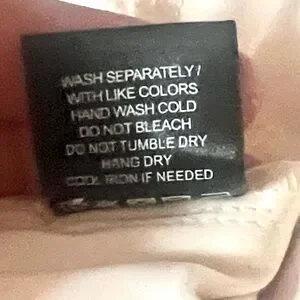 WASH SEPARATELY/
WITH LIKE COLORS
HAND WASH COLD
DO NOT BLEACH
DO NOT TUMBLE DRY
HANG DRY
COOL IRON IF NEEDED